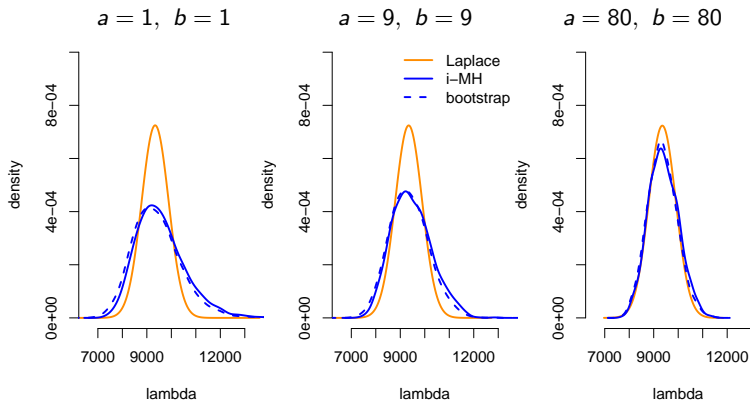 a = 1, b = 1
a = 9, b = 9
a = 80, b = 80
density
0e+00 4e−04 8e−04
7000 9000 12000
lambda
density
0e+00 4e−04 8e−04
Laplace
i−MH
bootstrap
7000 9000 12000
lambda
density
0e+00 4e−04 8e−04
7000 9000 12000
lambda